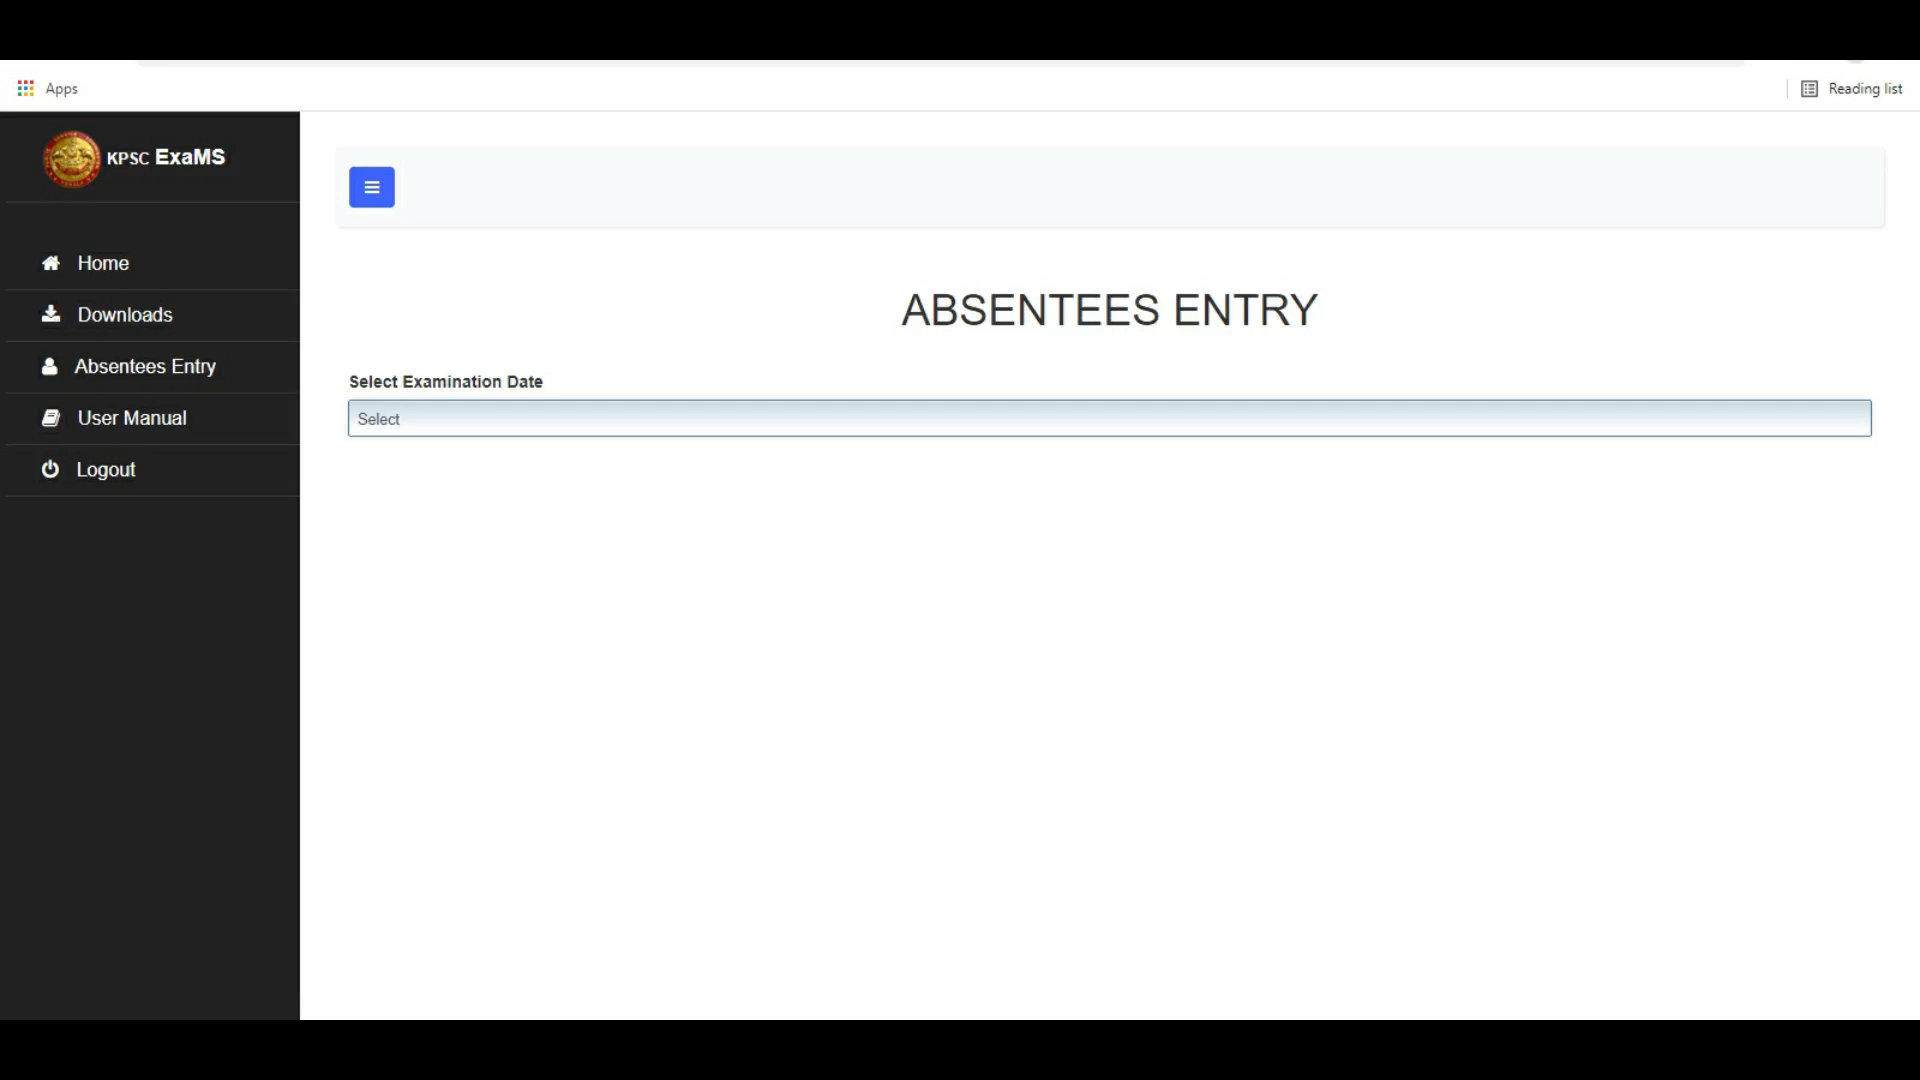 Apps
Reading list
KPSC ExaMS
Home
Downloads
Absentees Entry
User Manual
Logout
ABSENTEES ENTRY
Select Examination Date
Select